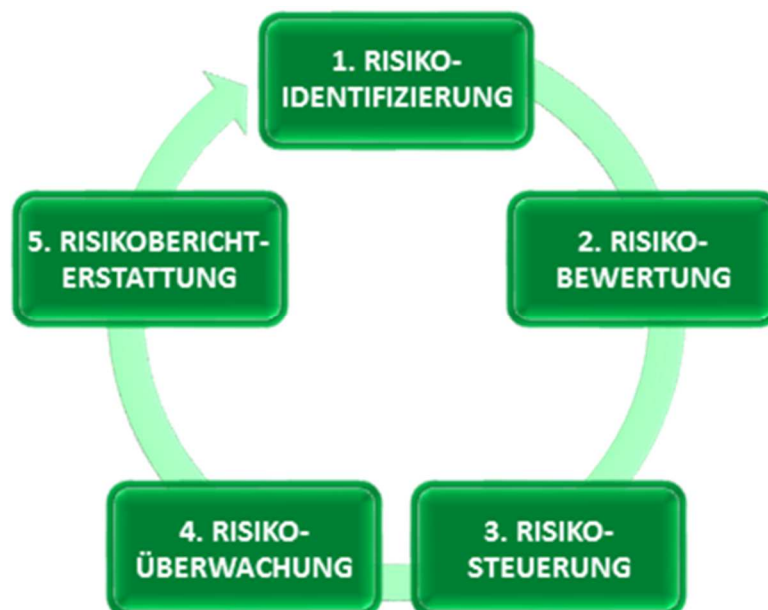 1. RISIKO-
IDENTIFIZIERUNG
2. RISIKO-
BEWERTUNG
3. RISIKO-
STEUERUNG
4. RISIKO-
ÜBERWACHUNG
5. RISIKOBERICHT-
ERSTATTUNG